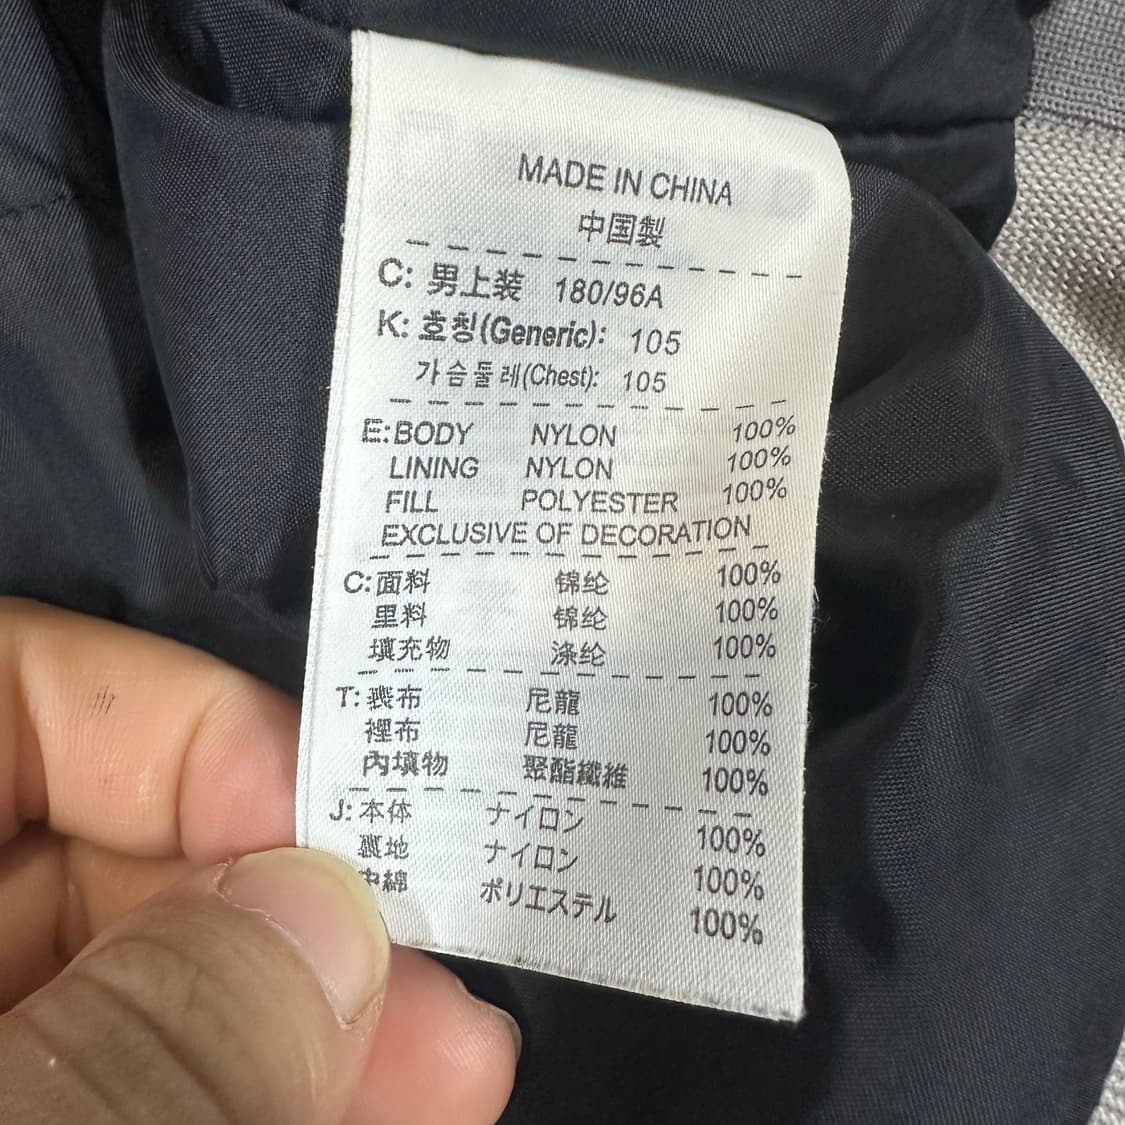 MADE IN CHINA
中国製
C: 男上装 180/96A
K: 호칭(Generic): 105
가슴둘레(Chest): 105
E: BODY NYLON 100%
LINING NYLON 100%
FILL POLYESTER 100%
EXCLUSIVE OF DECORATION
C: 面料 锦纶 100%
里料 锦纶 100%
填充物 涤纶 100%
T: 表布 尼龍 100%
裡布 尼龍 100%
內填物 聚酯纖維 100%
J: 本体 ナイロン 100%
裏地 ナイロン 100%
中綿 ポリエステル 100%